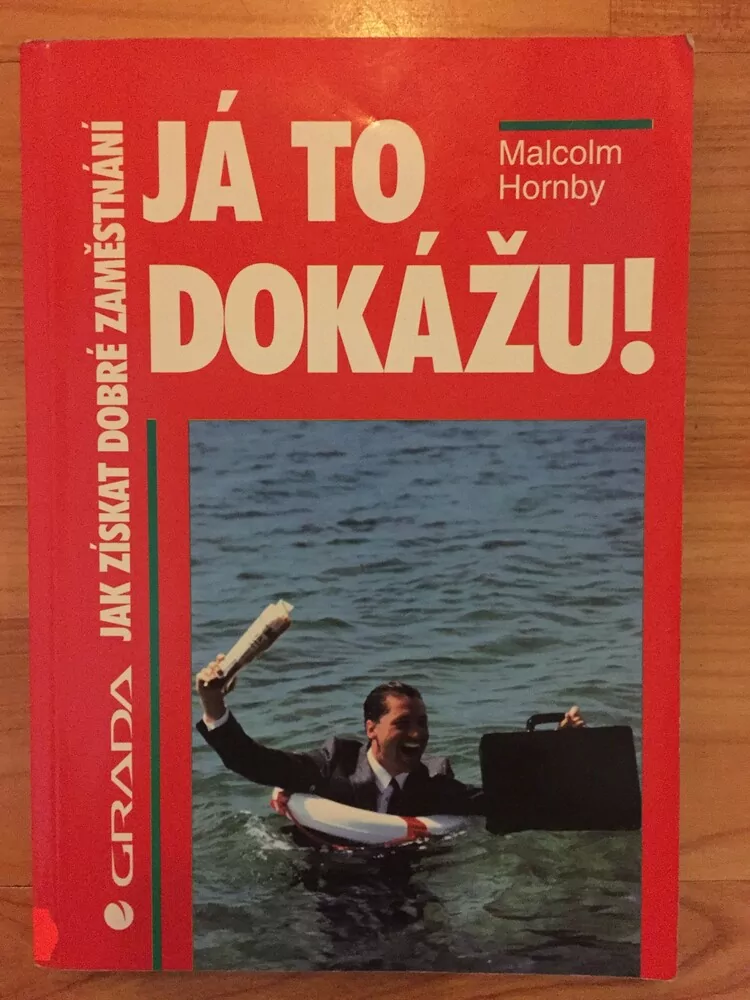 JÁ TO
DOKÁŽU!
Malcolm
Hornby
JAK ZÍSKAT DOBRÉ ZAMĚSTNÁNÍ
GRADA